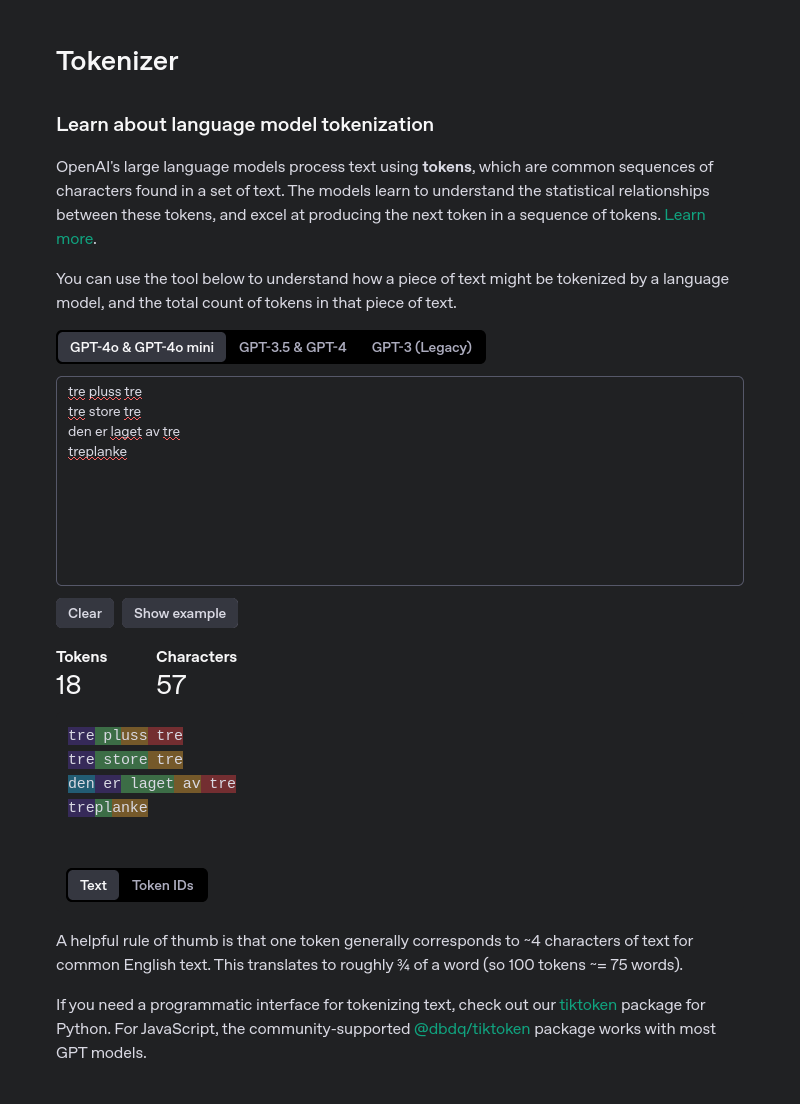 Tokenizer
Learn about language model tokenization
OpenAI's large language models process text using tokens, which are common sequences of
characters found in a set of text. The models learn to understand the statistical relationships
between these tokens, and excel at producing the next token in a sequence of tokens. Learn
more.
You can use the tool below to understand how a piece of text might be tokenized by a language
model, and the total count of tokens in that piece of text.
GPT-4o & GPT-4o mini GPT-3.5 & GPT-4 GPT-3 (Legacy)
tre pluss tre
tre store tre
den er laget av tre
treplanke
Clear Show example
Tokens Characters
18 57
tre pluss tre
tre store tre
den er laget av tre
treplanke
Text Token IDs
A helpful rule of thumb is that one token generally corresponds to ~4 characters of text for
common English text. This translates to roughly ¾ of a word (so 100 tokens ~= 75 words).
If you need a programmatic interface for tokenizing text, check out our tiktoken package for
Python. For JavaScript, the community-supported @dbdq/tiktoken package works with most
GPT models.